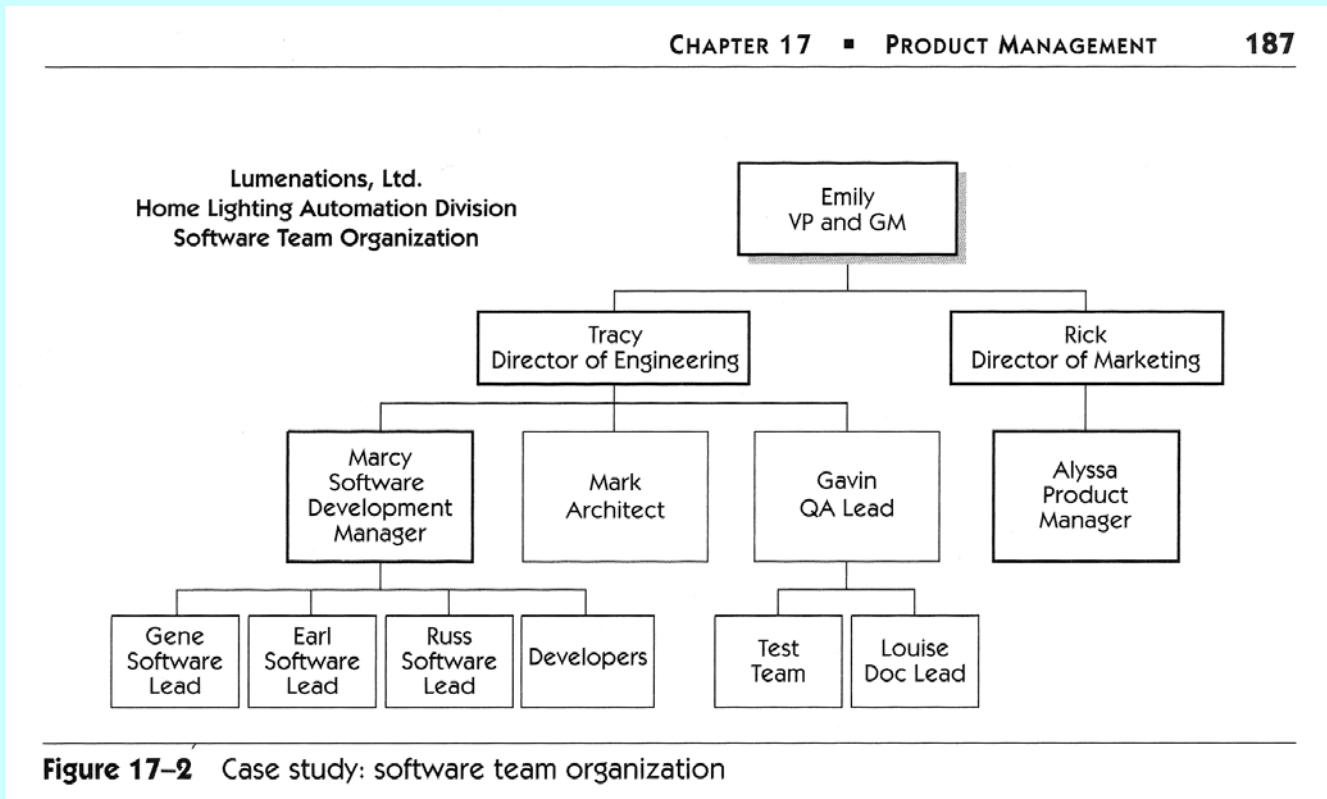 CHAPTER 17 ■ PRODUCT MANAGEMENT 187
Lumenations, Ltd.
Home Lighting Automation Division
Software Team Organization
Emily
VP and GM
Tracy
Director of Engineering
Rick
Director of Marketing
Marcy
Software
Development
Manager
Mark
Architect
Gavin
QA Lead
Alyssa
Product
Manager
Gene
Software
Lead
Earl
Software
Lead
Russ
Software
Lead
Developers
Test
Team
Louise
Doc Lead
Figure 17–2 Case study: software team organization